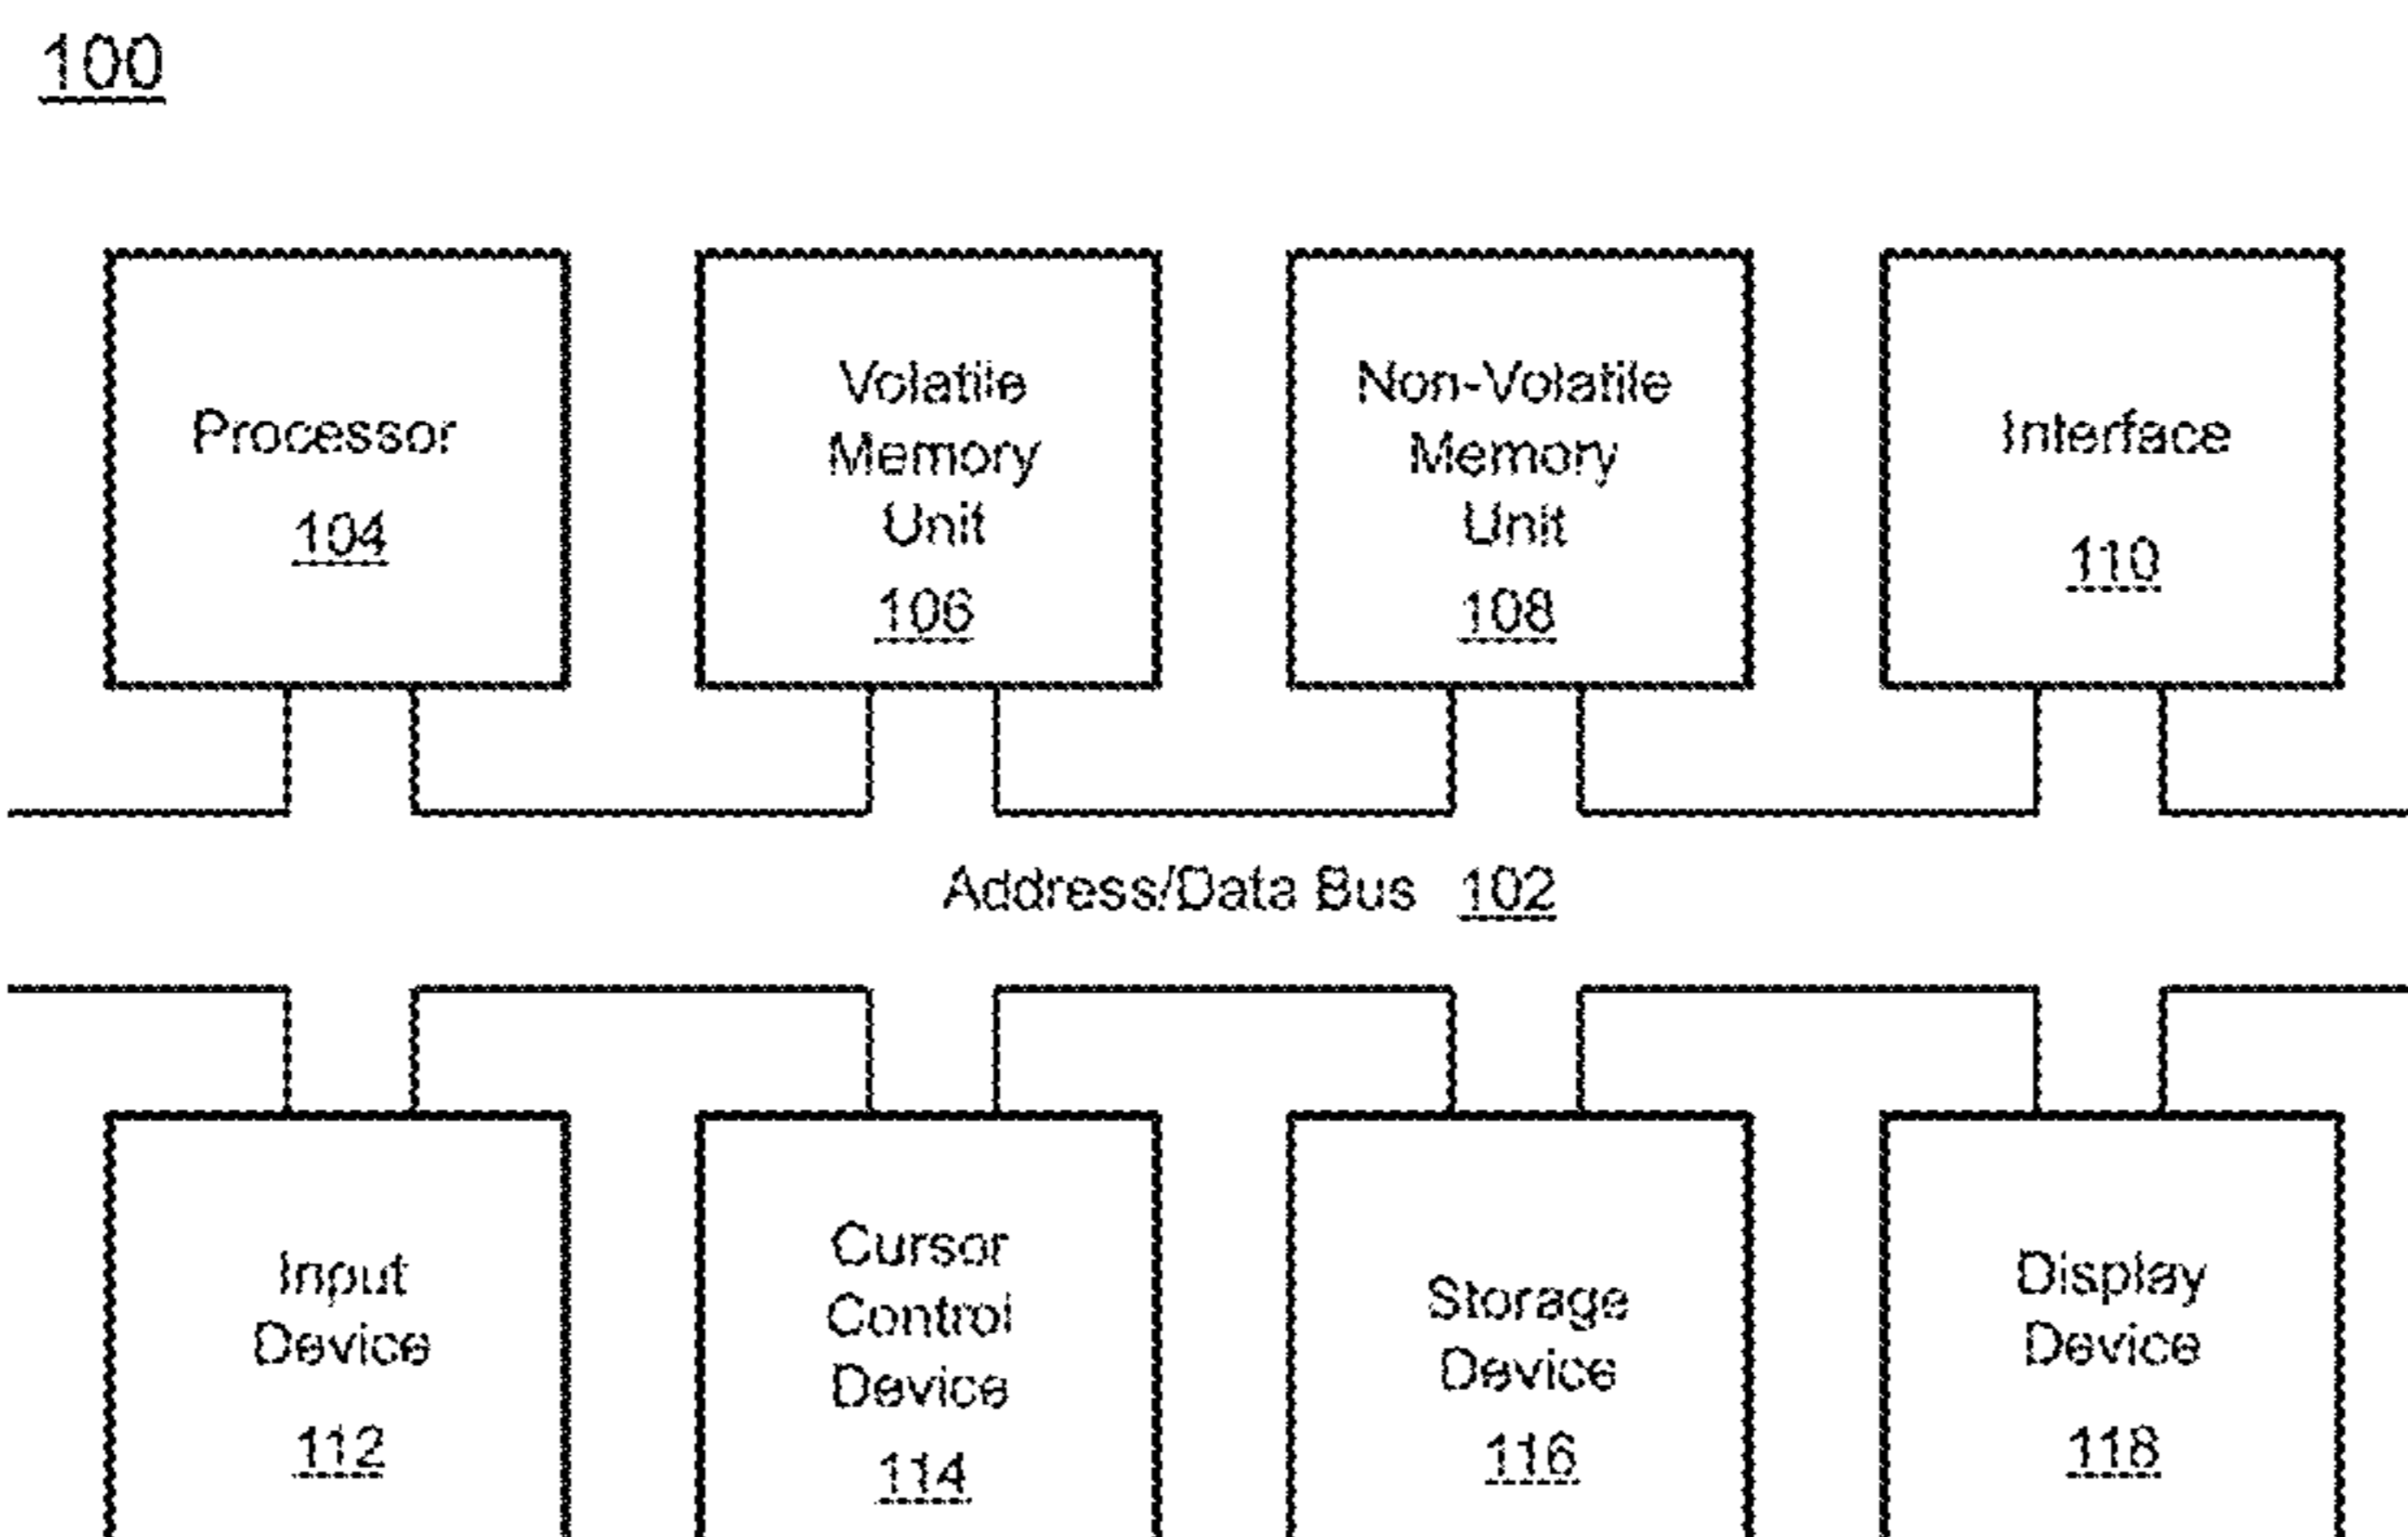 100
Processor
104
Volatile
Memory
Unit
106
Non-Volatile
Memory
Unit
108
Interface
110
Address/Data Bus 102
Input
Device
112
Cursor
Control
Device
114
Storage
Device
116
Display
Device
118